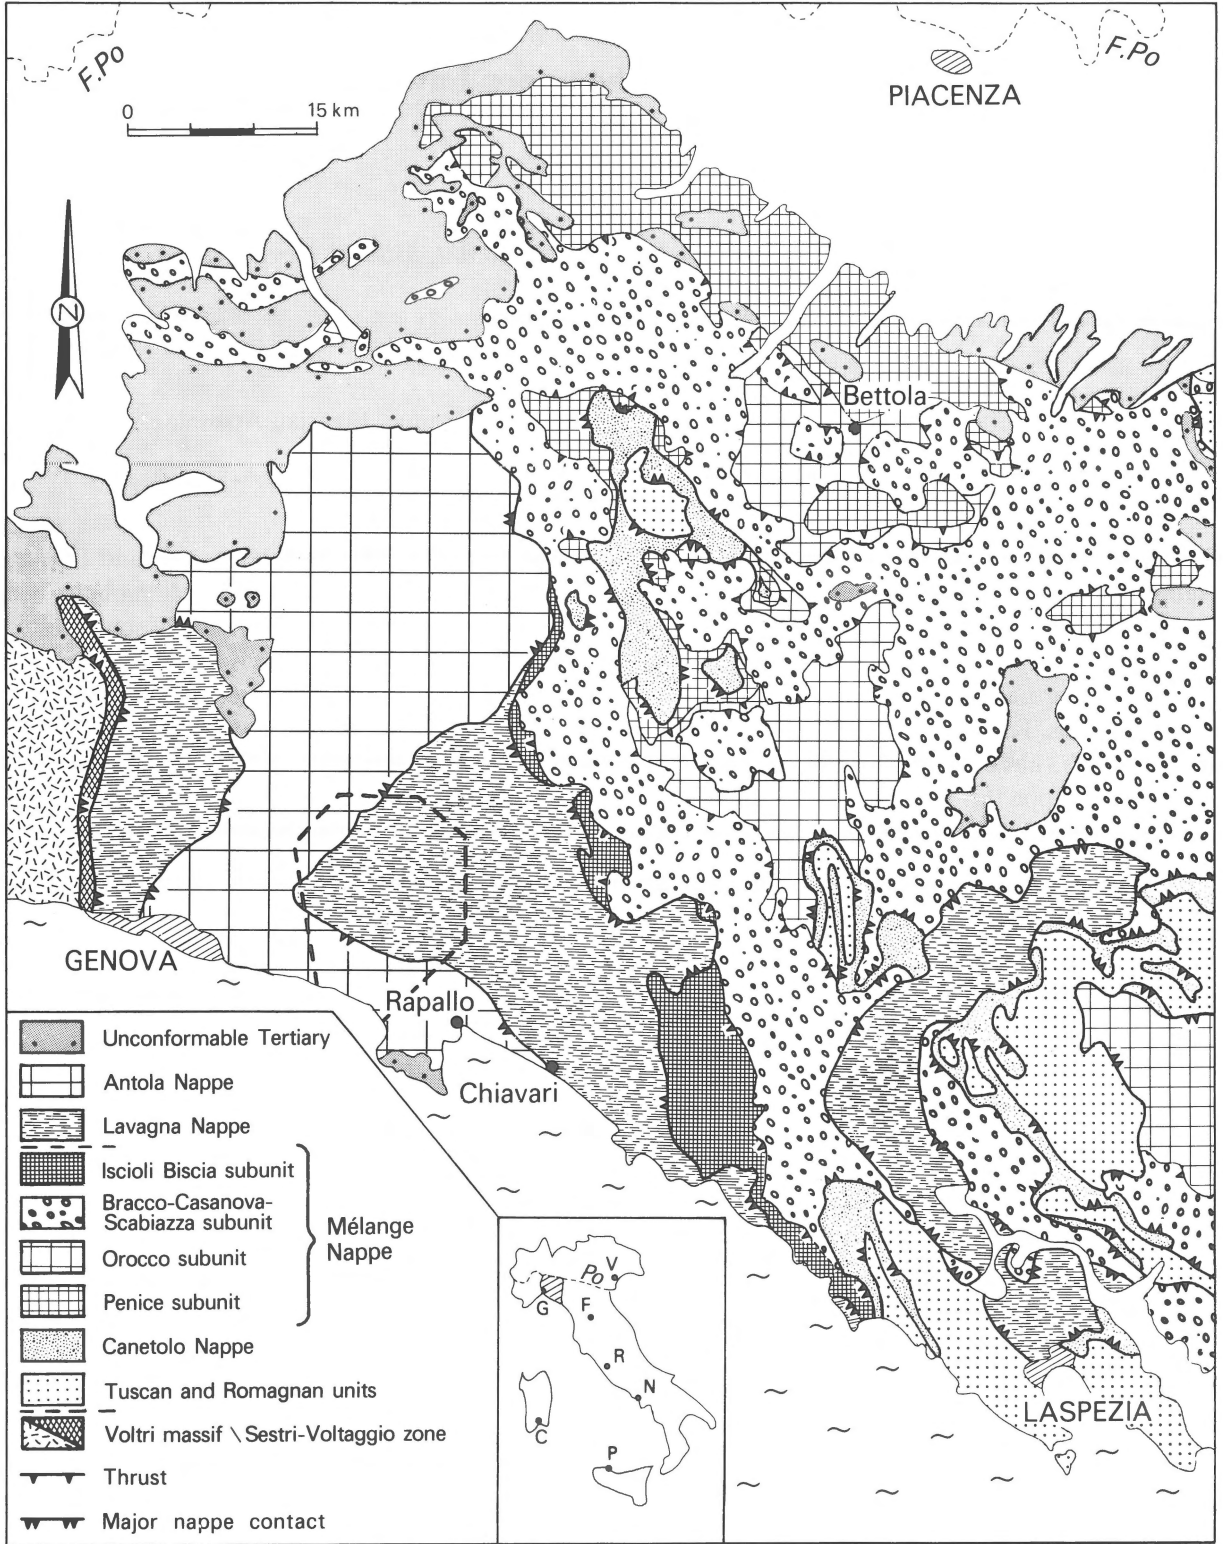 F.Po
F.Po
PIACENZA
0 15 km
N
Bettola
GENOVA
Rapallo
Chiavari
LASPEZIA
Unconformable Tertiary
Antola Nappe
Lavagna Nappe
Iscioli Biscia subunit
Bracco-Casanova-
Scabiazza subunit
Orocco subunit
Penice subunit
Mélange
Nappe
Canetolo Nappe
Tuscan and Romagnan units
Voltri massif \ Sestri-Voltaggio zone
Thrust
Major nappe contact
Po
V
G
F
R
N
C
P